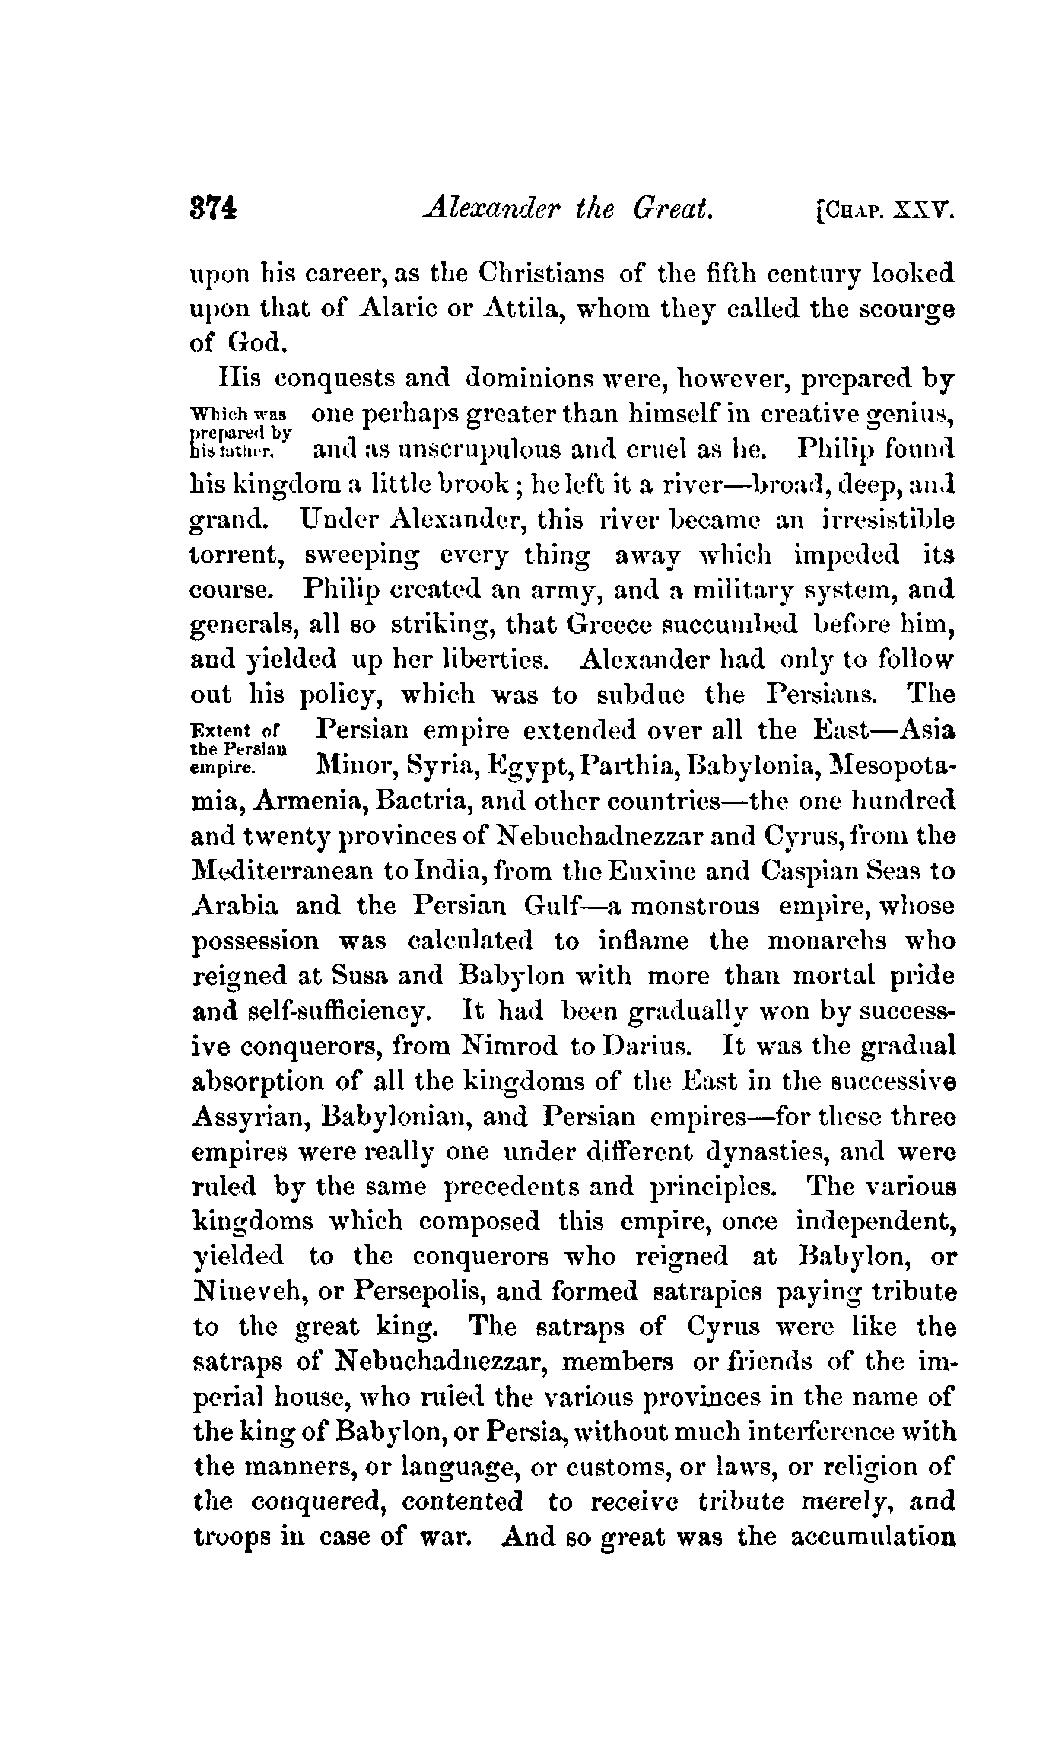 374 Alexander the Great. [CHAP. XXV.
upon his career, as the Christians of the fifth century looked
upon that of Alaric or Attila, whom they called the scourge
of God.
His conquests and dominions were, however, prepared by
Which was
prepared by
his father.
one perhaps greater than himself in creative genius,
and as unscrupulous and cruel as he. Philip found
his kingdom a little brook; he left it a river—broad, deep, and
grand. Under Alexander, this river became an irresistible
torrent, sweeping every thing away which impeded its
course. Philip created an army, and a military system, and
generals, all so striking, that Greece succumbed before him,
and yielded up her liberties. Alexander had only to follow
out his policy, which was to subdue the Persians. The
Extent of
the Persian
empire.
Persian empire extended over all the East—Asia
Minor, Syria, Egypt, Parthia, Babylonia, Mesopota-
mia, Armenia, Bactria, and other countries—the one hundred
and twenty provinces of Nebuchadnezzar and Cyrus, from the
Mediterranean to India, from the Euxine and Caspian Seas to
Arabia and the Persian Gulf—a monstrous empire, whose
possession was calculated to inflame the monarchs who
reigned at Susa and Babylon with more than mortal pride
and self-sufficiency. It had been gradually won by success-
ive conquerors, from Nimrod to Darius. It was the gradual
absorption of all the kingdoms of the East in the successive
Assyrian, Babylonian, and Persian empires—for these three
empires were really one under different dynasties, and were
ruled by the same precedents and principles. The various
kingdoms which composed this empire, once independent,
yielded to the conquerors who reigned at Babylon, or
Nineveh, or Persepolis, and formed satrapies paying tribute
to the great king. The satraps of Cyrus were like the
satraps of Nebuchadnezzar, members or friends of the im-
perial house, who ruled the various provinces in the name of
the king of Babylon, or Persia, without much interference with
the manners, or language, or customs, or laws, or religion of
the conquered, contented to receive tribute merely, and
troops in case of war. And so great was the accumulation